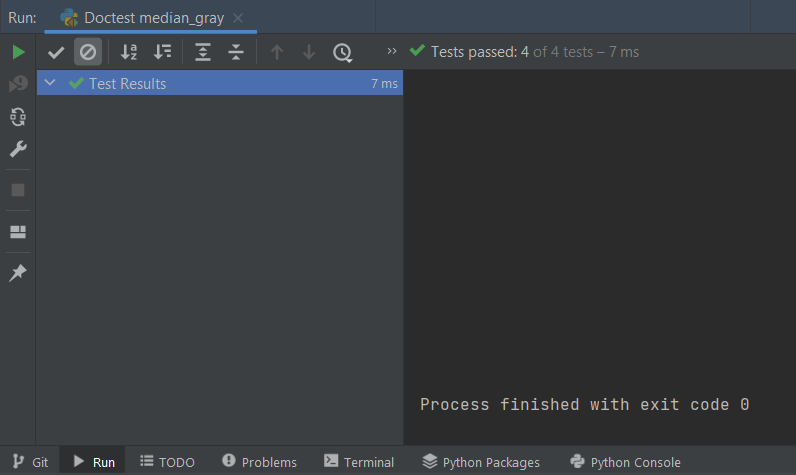 Run: Doctest median_gray
Tests passed: 4 of 4 tests – 7 ms
Test Results 7 ms
Process finished with exit code 0
Git Run TODO Problems Terminal Python Packages Python Console